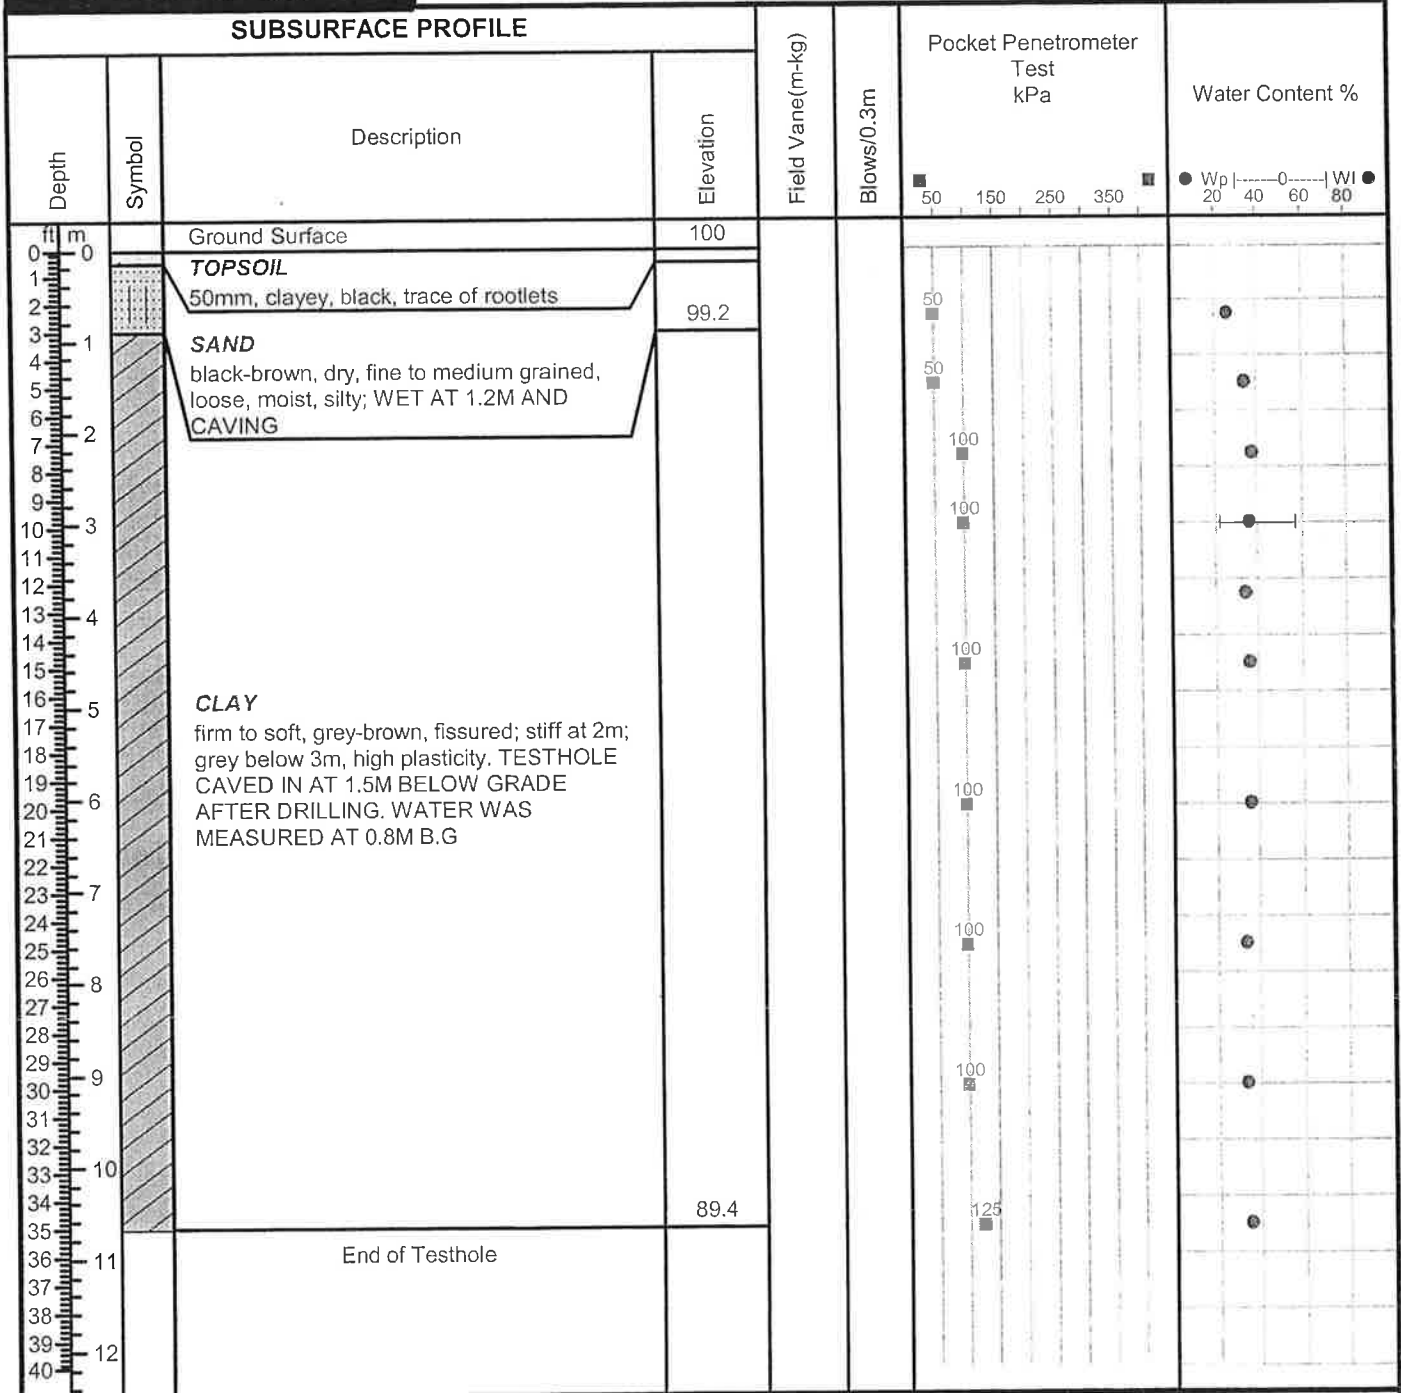 SUBSURFACE PROFILE
Depth
Symbol
Description
Elevation
Field Vane(m-kg)
Blows/0.3m
Pocket Penetrometer
Test
kPa
50 150 250 350
Water Content %
Wp |------0------| Wl
20 40 60 80
ft m
Ground Surface
100
TOPSOIL
50mm, clayey, black, trace of rootlets
99.2
SAND
black-brown, dry, fine to medium grained,
loose, moist, silty; WET AT 1.2M AND
CAVING
CLAY
firm to soft, grey-brown, fissured; stiff at 2m;
grey below 3m, high plasticity. TESTHOLE
CAVED IN AT 1.5M BELOW GRADE
AFTER DRILLING. WATER WAS
MEASURED AT 0.8M B.G
89.4
End of Testhole
0
1
2
3
4
5
6
7
8
9
10
11
12
13
14
15
16
17
18
19
20
21
22
23
24
25
26
27
28
29
30
31
32
33
34
35
36
37
38
39
40
0
1
2
3
4
5
6
7
8
9
10
11
12
50
50
100
100
100
100
100
100
125